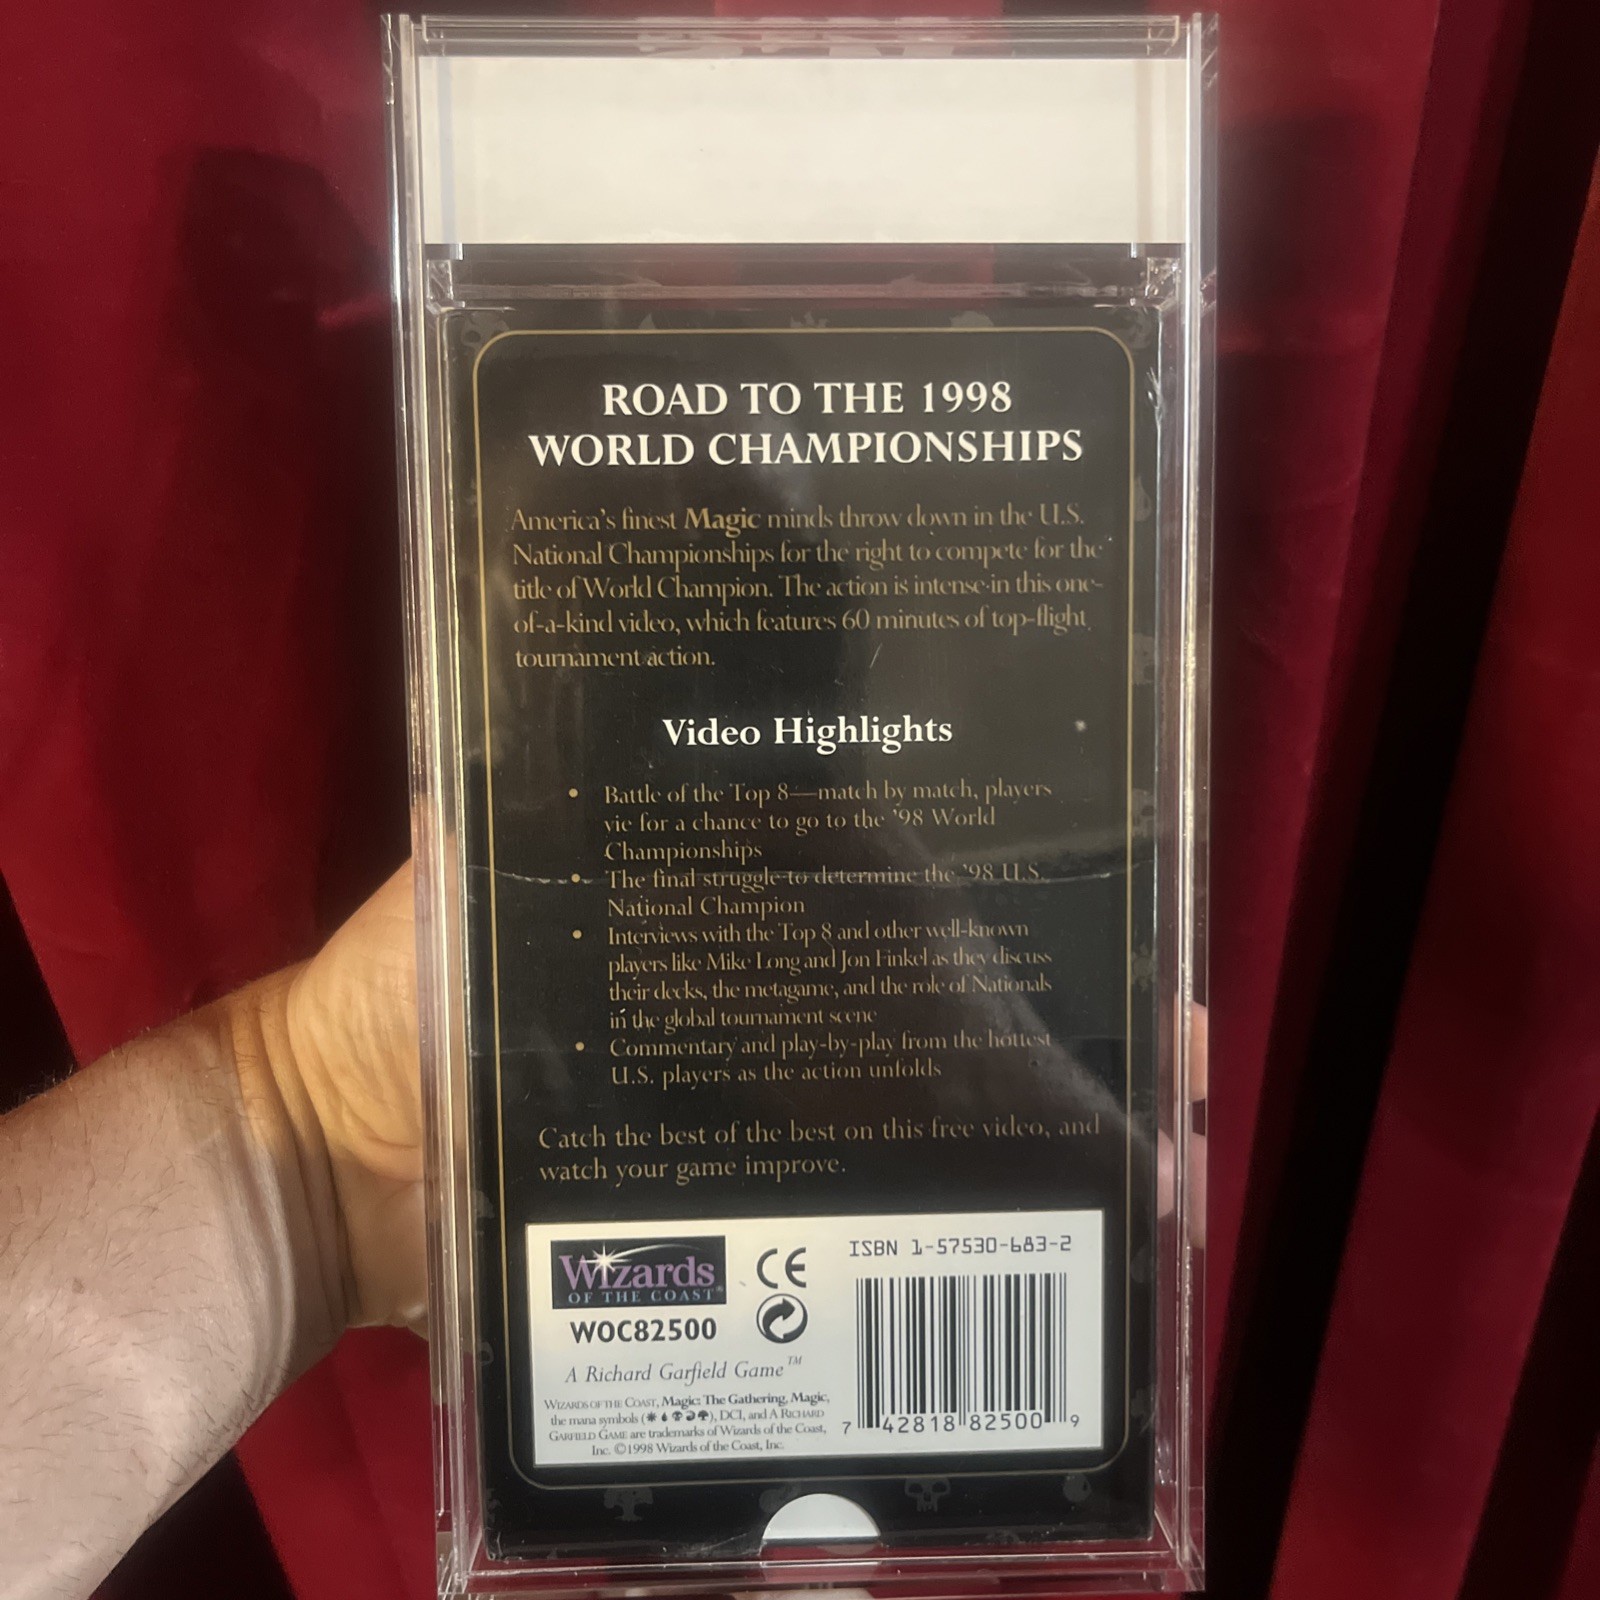 ROAD TO THE 1998
WORLD CHAMPIONSHIPS
America's finest Magic minds throw down in the U.S.
National Championships for the right to compete for the
title of World Champion. The action is intense in this one-
of-a-kind video, which features 60 minutes of top-flight
tournament action.
Video Highlights
• Battle of the Top 8—match by match, players
vie for a chance to go to the '98 World
Championships
• The final struggle to determine the '98 U.S.
National Champion
• Interviews with the Top 8 and other well-known
players like Mike Long and Jon Finkel as they discuss
their decks, the metagame, and the role of Nationals
in the global tournament scene
• Commentary and play-by-play from the hottest
U.S. players as the action unfolds
Catch the best of the best on this free video, and
watch your game improve.
Wizards
OF THE COAST®
CE
WOC82500
A Richard Garfield Game™
WIZARDS OF THE COAST, Magic: The Gathering, Magic,
the mana symbols (), DCI, and A RICHARD
GARFIELD GAME are trademarks of Wizards of the Coast,
Inc. ©1998 Wizards of the Coast, Inc.
ISBN 1-57530-683-2
7 42818 82500 9